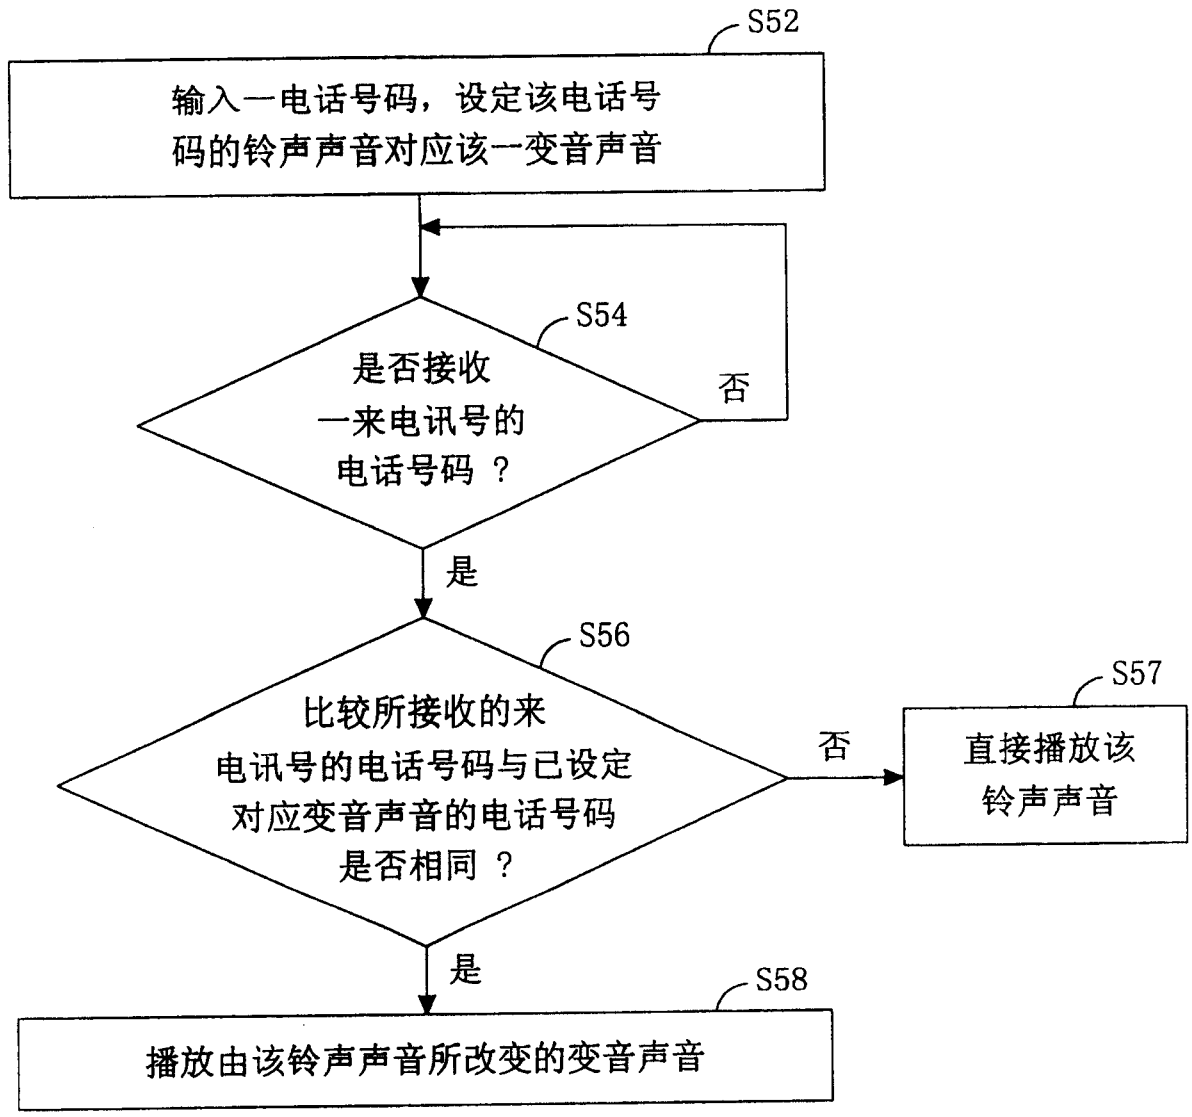 S52
输入一电话号码，设定该电话号
码的铃声声音对应该一变音声音
S54
是否接收
一来电讯号的
电话号码 ?
否
是
S56
比较所接收的来
电讯号的电话号码与已设定
对应变音声音的电话号码
是否相同 ?
否
S57
直接播放该
铃声声音
是
S58
播放由该铃声声音所改变的变音声音